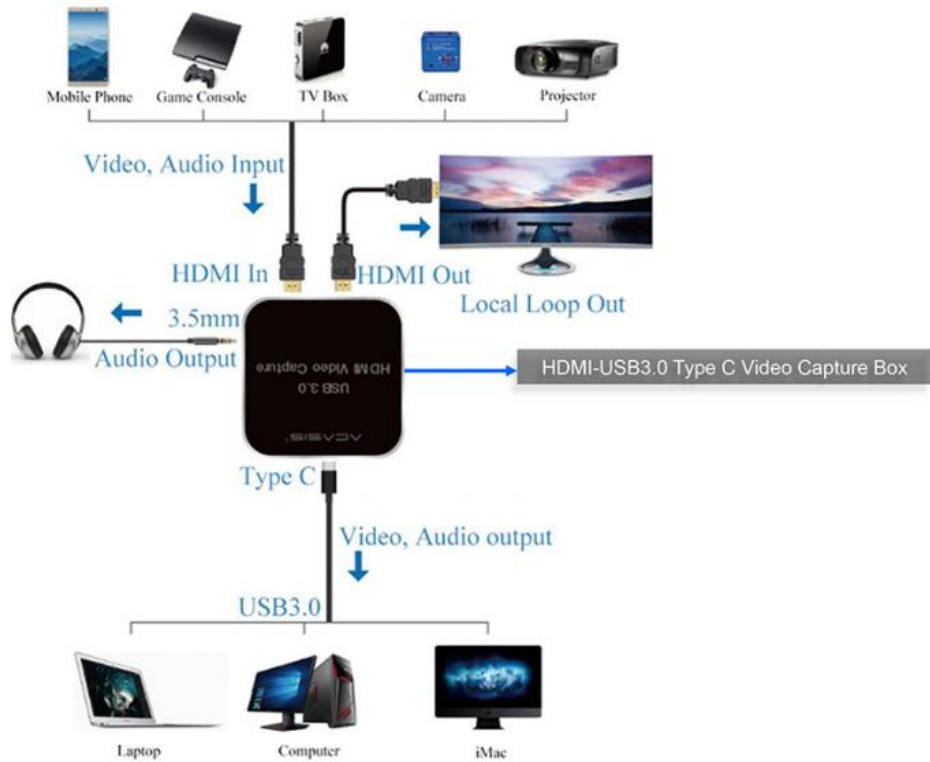 Mobile Phone
Game Console
TV Box
Camera
Projector
Video, Audio Input
HDMI In
HDMI Out
Local Loop Out
3.5mm
Audio Output
HDMI-USB3.0 Type C Video Capture Box
ACASIS
USB 3.0
HDMI Video Capture
Type C
Video, Audio output
USB3.0
Laptop
Computer
iMac